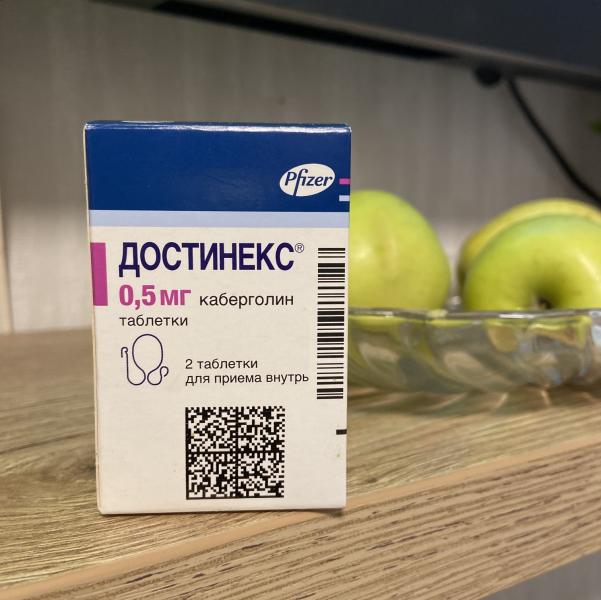 Pfizer
ДОСТИНЕКС®
0,5 мг каберголин
таблетки
2 таблетки
для приема внутрь